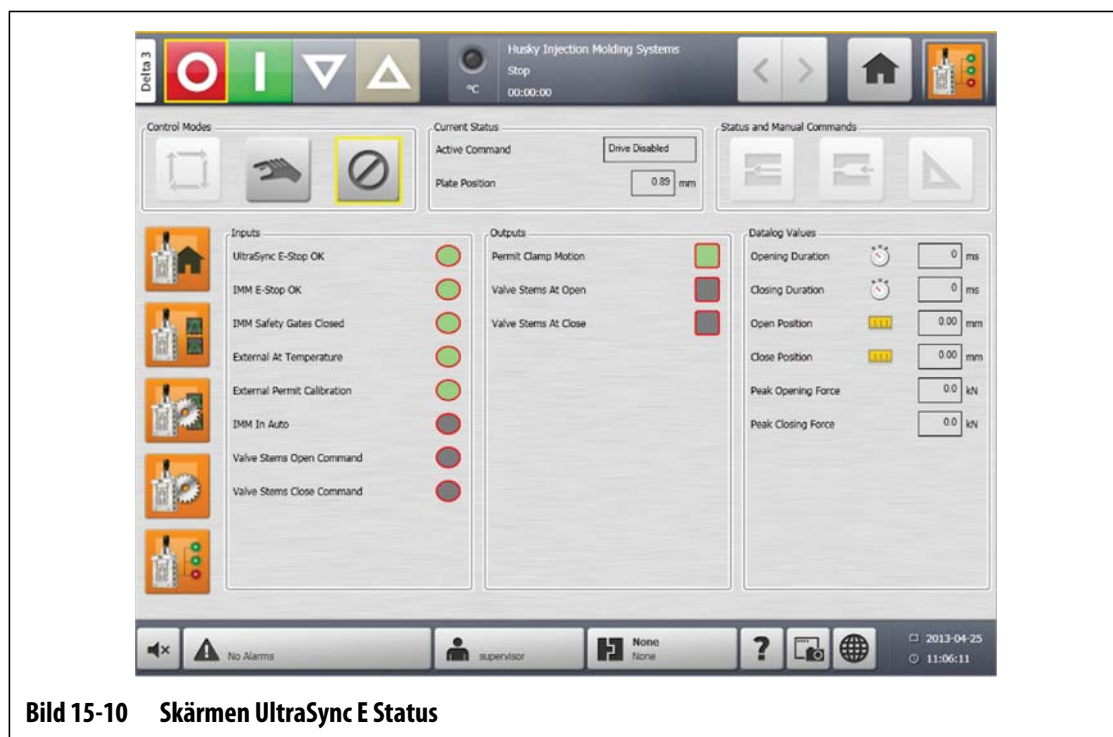 Delta 3
°C
Husky Injection Molding Systems
Stop
00:00:00
Control Modes
Current Status
Active Command
Drive Disabled
Plate Position
0.89 mm
Status and Manual Commands
Inputs
UltraSync E-Stop OK
IMM E-Stop OK
IMM Safety Gates Closed
External At Temperature
External Permit Calibration
IMM In Auto
Valve Stems Open Command
Valve Stems Close Command
Outputs
Permit Clamp Motion
Valve Stems At Open
Valve Stems At Close
Datalog Values
Opening Duration 0 ms
Closing Duration 0 ms
Open Position 0.00 mm
Close Position 0.00 mm
Peak Opening Force 0.0 kN
Peak Closing Force 0.0 kN
No Alarms
supervisor
None
None
?
2013-04-25
11:06:11
Bild 15-10 Skärmen UltraSync E Status